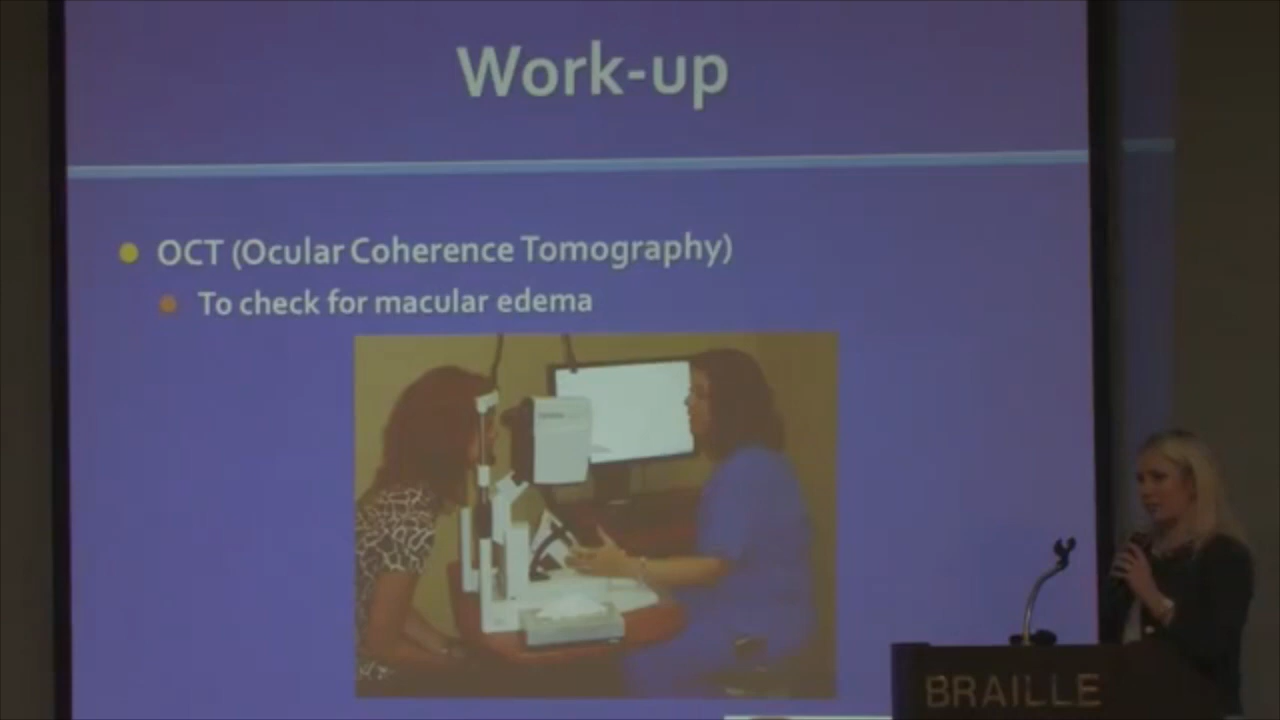 Work-up
OCT (Ocular Coherence Tomography)
To check for macular edema
BRAILLE